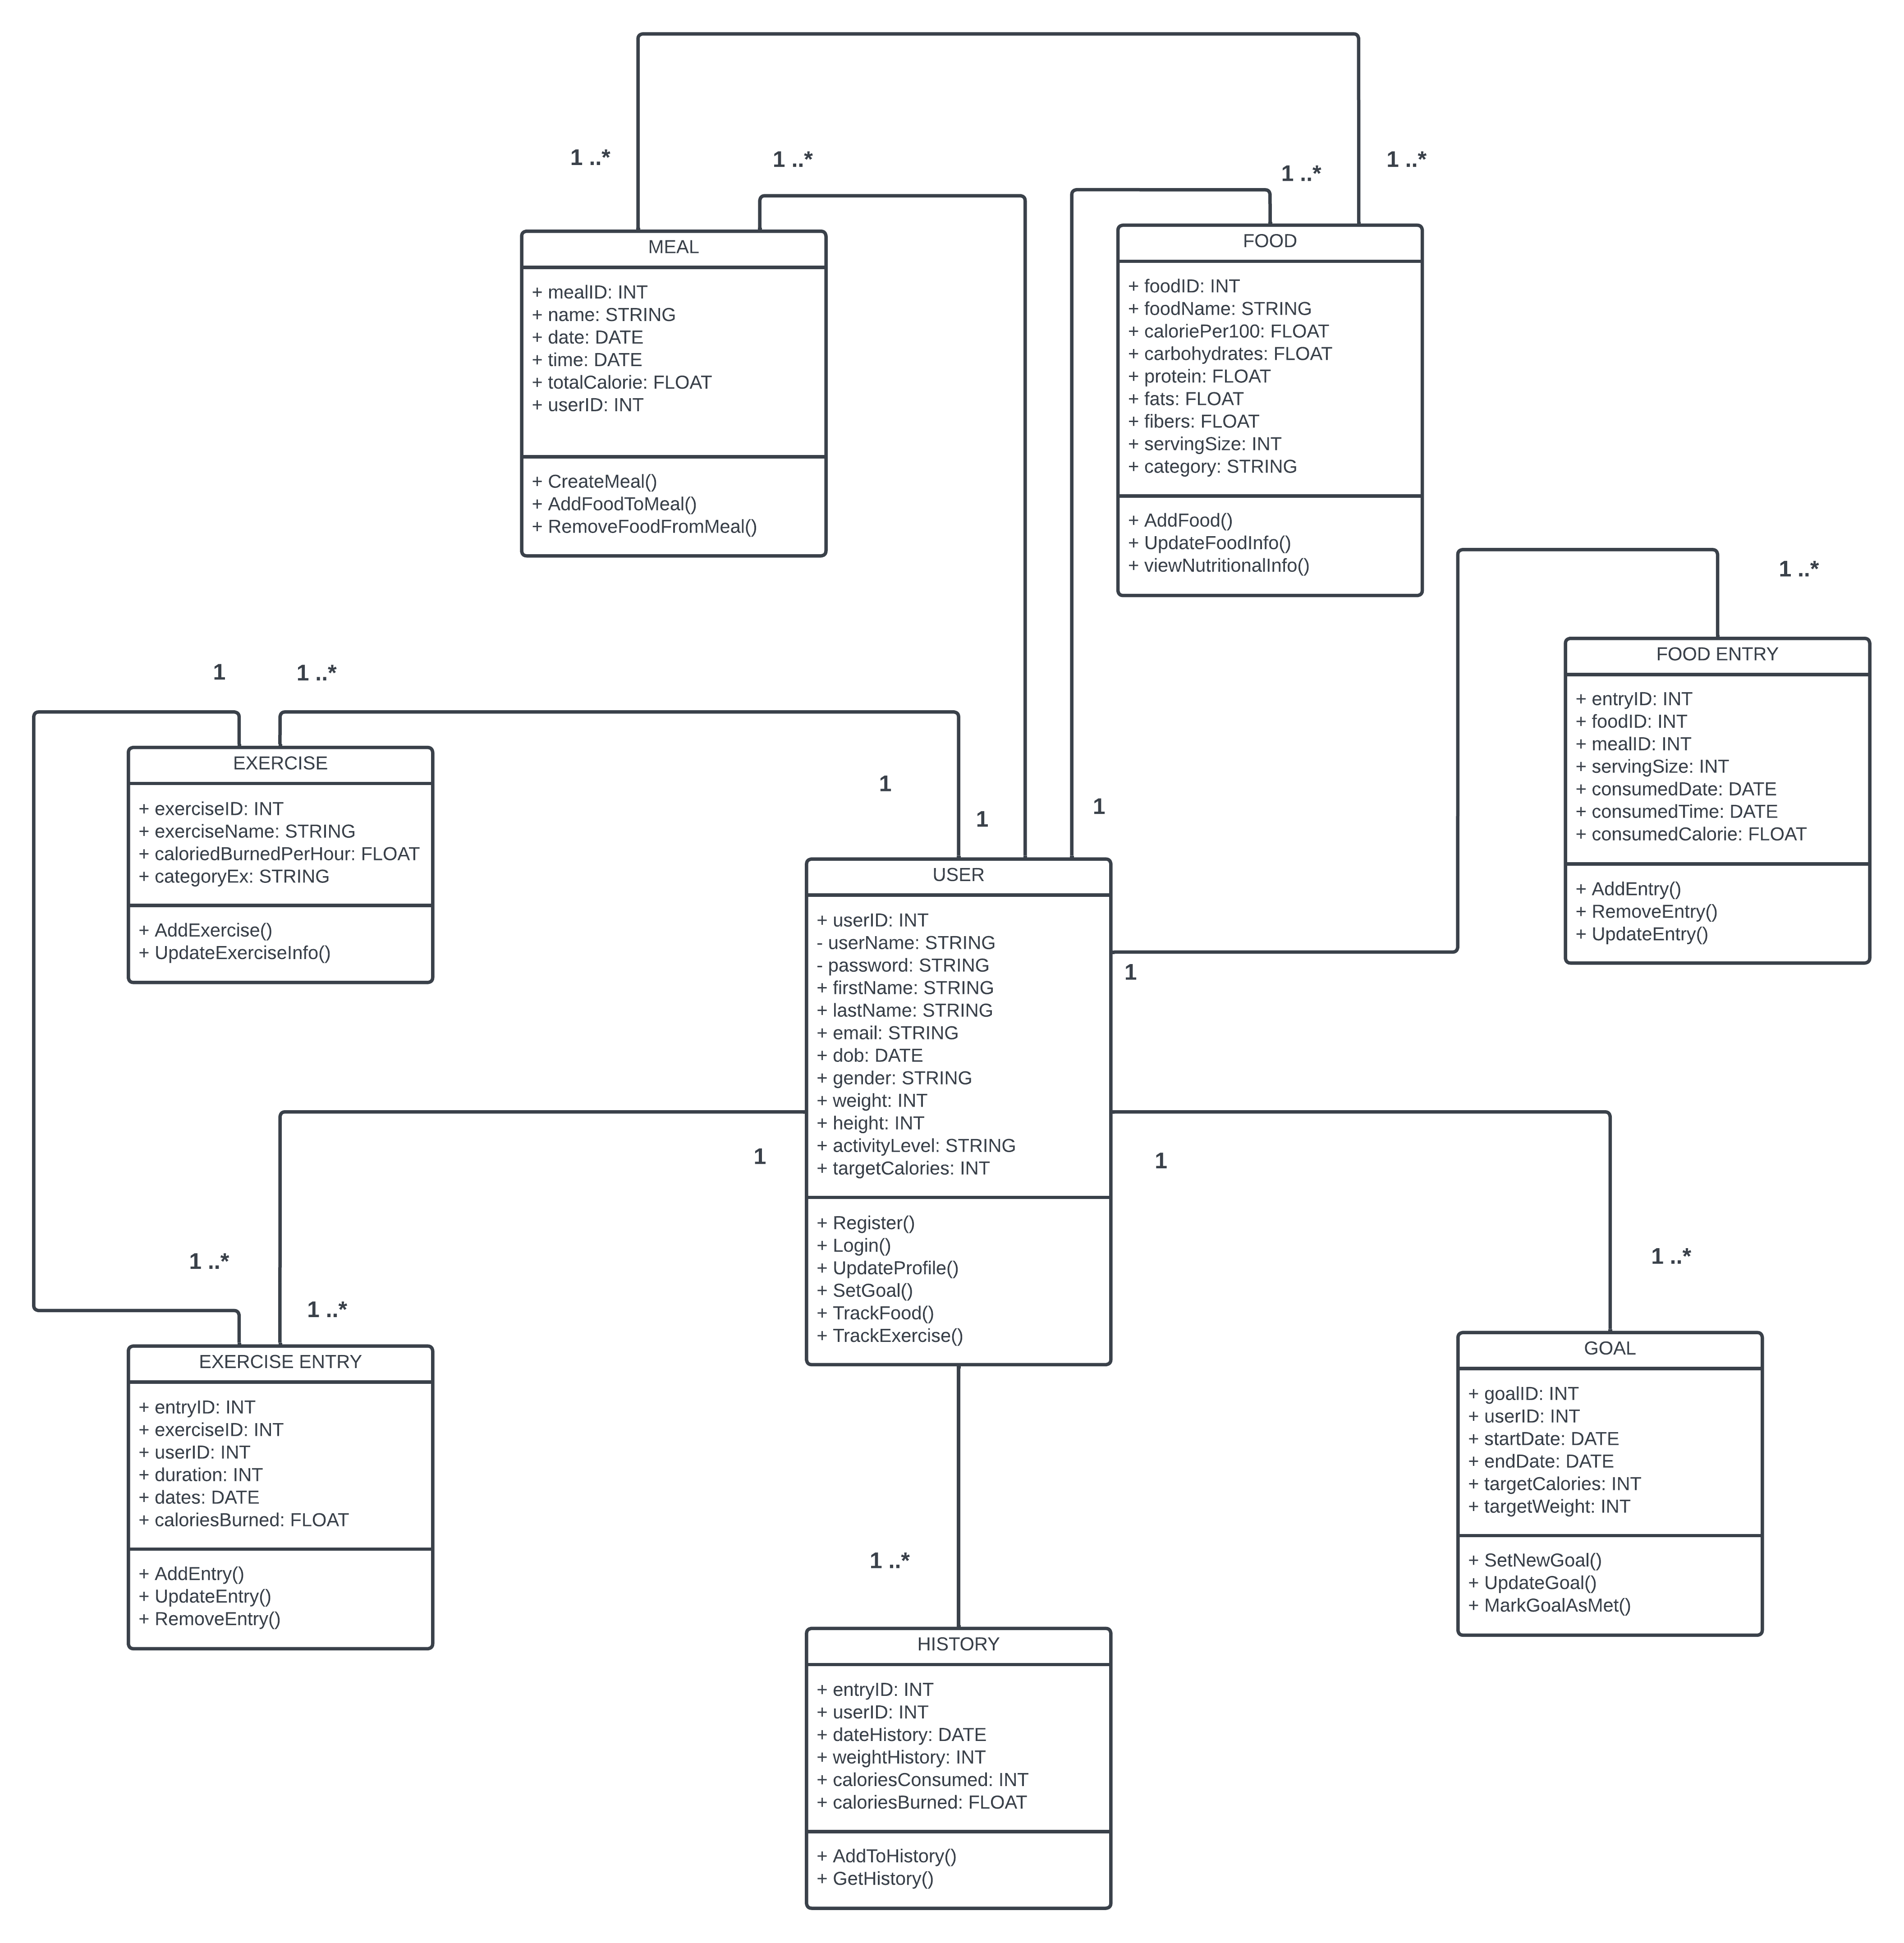 1 ..*
1 ..*
1 ..*
1 ..*
MEAL
+ mealID: INT
+ name: STRING
+ date: DATE
+ time: DATE
+ totalCalorie: FLOAT
+ userID: INT
+ CreateMeal()
+ AddFoodToMeal()
+ RemoveFoodFromMeal()
FOOD
+ foodID: INT
+ foodName: STRING
+ caloriePer100: FLOAT
+ carbohydrates: FLOAT
+ protein: FLOAT
+ fats: FLOAT
+ fibers: FLOAT
+ servingSize: INT
+ category: STRING
+ AddFood()
+ UpdateFoodInfo()
+ viewNutritionalInfo()
1 ..*
FOOD ENTRY
+ entryID: INT
+ foodID: INT
+ mealID: INT
+ servingSize: INT
+ consumedDate: DATE
+ consumedTime: DATE
+ consumedCalorie: FLOAT
+ AddEntry()
+ RemoveEntry()
+ UpdateEntry()
1
1 ..*
EXERCISE
+ exerciseID: INT
+ exerciseName: STRING
+ caloriedBurnedPerHour: FLOAT
+ categoryEx: STRING
+ AddExercise()
+ UpdateExerciseInfo()
1
1
1
USER
+ userID: INT
- userName: STRING
- password: STRING
+ firstName: STRING
+ lastName: STRING
+ email: STRING
+ dob: DATE
+ gender: STRING
+ weight: INT
+ height: INT
+ activityLevel: STRING
+ targetCalories: INT
+ Register()
+ Login()
+ UpdateProfile()
+ SetGoal()
+ TrackFood()
+ TrackExercise()
1
1
1
1 ..*
1 ..*
1 ..*
EXERCISE ENTRY
+ entryID: INT
+ exerciseID: INT
+ userID: INT
+ duration: INT
+ dates: DATE
+ caloriesBurned: FLOAT
+ AddEntry()
+ UpdateEntry()
+ RemoveEntry()
GOAL
+ goalID: INT
+ userID: INT
+ startDate: DATE
+ endDate: DATE
+ targetCalories: INT
+ targetWeight: INT
+ SetNewGoal()
+ UpdateGoal()
+ MarkGoalAsMet()
1 ..*
HISTORY
+ entryID: INT
+ userID: INT
+ dateHistory: DATE
+ weightHistory: INT
+ caloriesConsumed: INT
+ caloriesBurned: FLOAT
+ AddToHistory()
+ GetHistory()